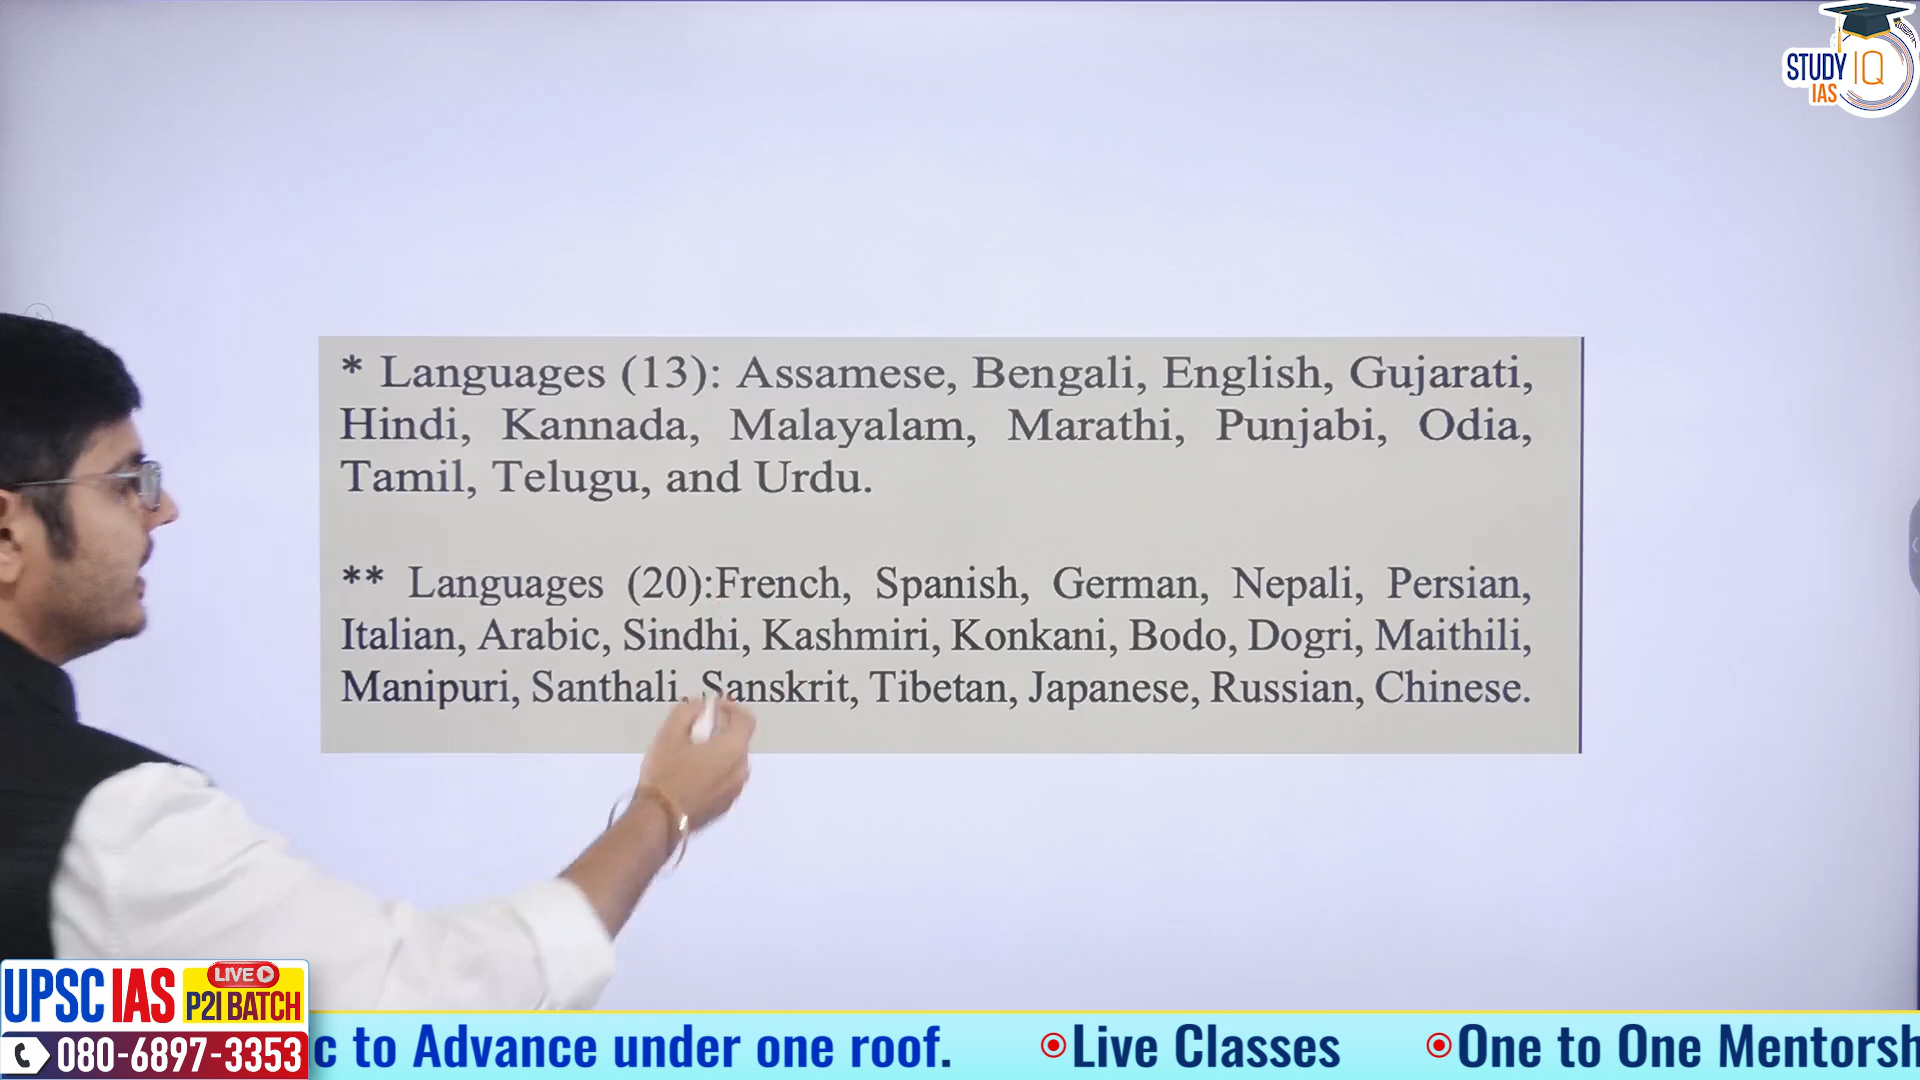 STUDY IQ
IAS
* Languages (13): Assamese, Bengali, English, Gujarati,
Hindi, Kannada, Malayalam, Marathi, Punjabi, Odia,
Tamil, Telugu, and Urdu.
** Languages (20):French, Spanish, German, Nepali, Persian,
Italian, Arabic, Sindhi, Kashmiri, Konkani, Bodo, Dogri, Maithili,
Manipuri, Santhali, Sanskrit, Tibetan, Japanese, Russian, Chinese.
UPSC IAS LIVE P2I BATCH
080-6897-3353
c to Advance under one roof. Live Classes One to One Mentorsh